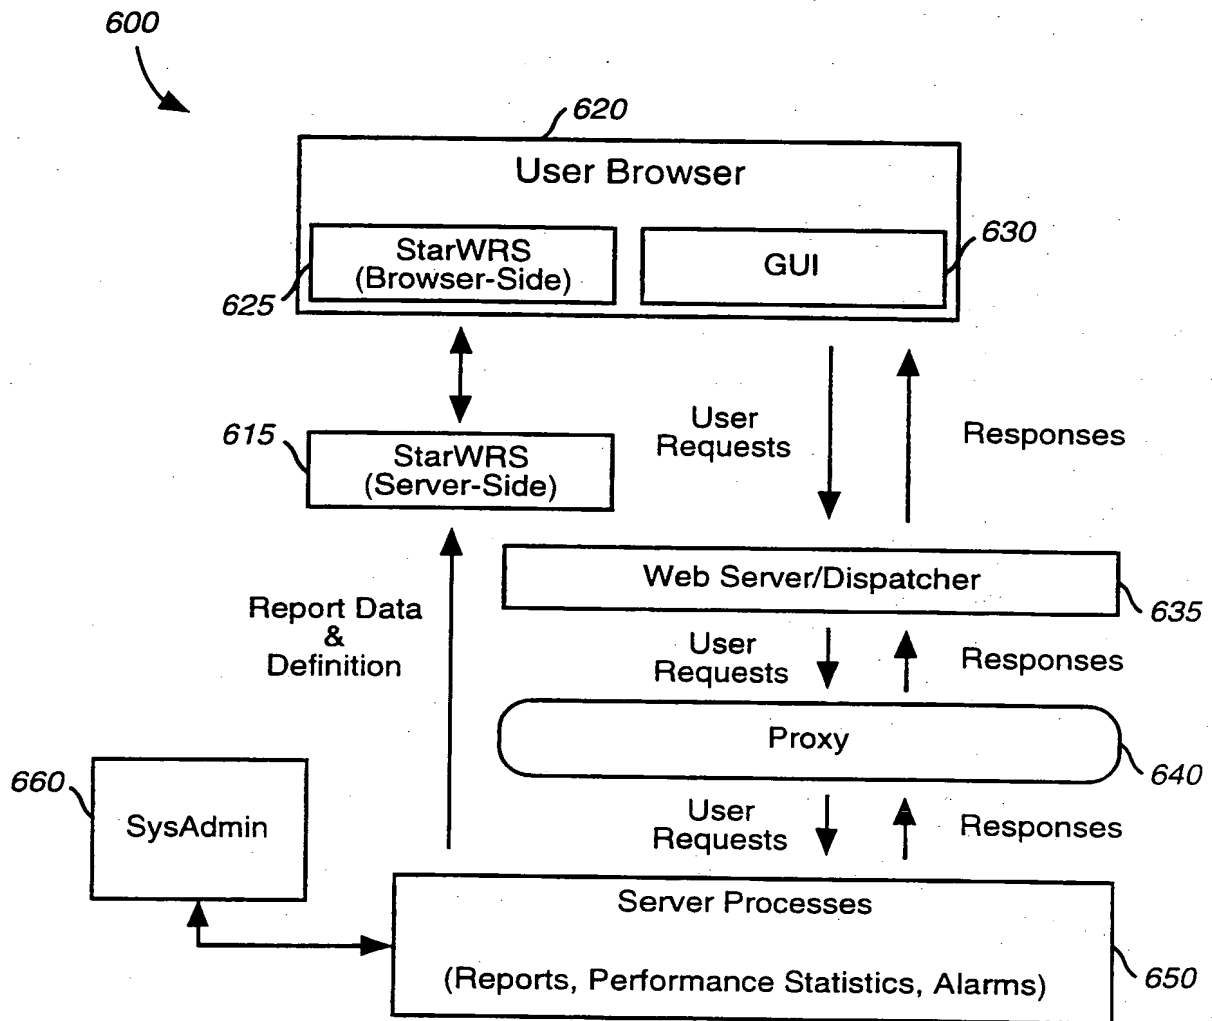 600
620
User Browser
StarWRS
(Browser-Side)
625
GUI
630
User
Requests
Responses
615
StarWRS
(Server-Side)
Web Server/Dispatcher
635
Report Data
&
Definition
User
Requests
Responses
Proxy
640
660
SysAdmin
User
Requests
Responses
Server Processes
(Reports, Performance Statistics, Alarms)
650